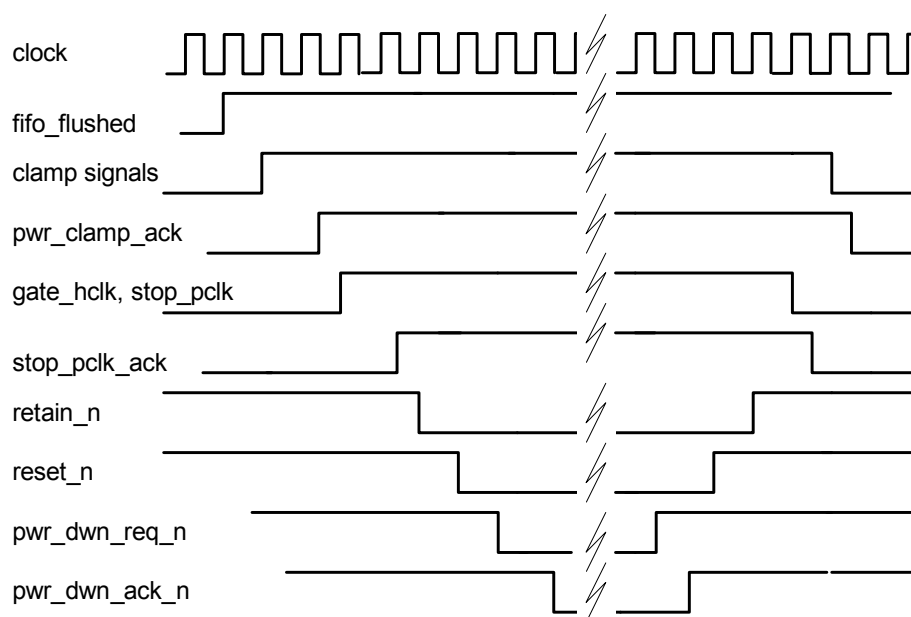 clock
fifo_flushed
clamp signals
pwr_clamp_ack
gate_hclk, stop_pclk
stop_pclk_ack
retain_n
reset_n
pwr_dwn_req_n
pwr_dwn_ack_n